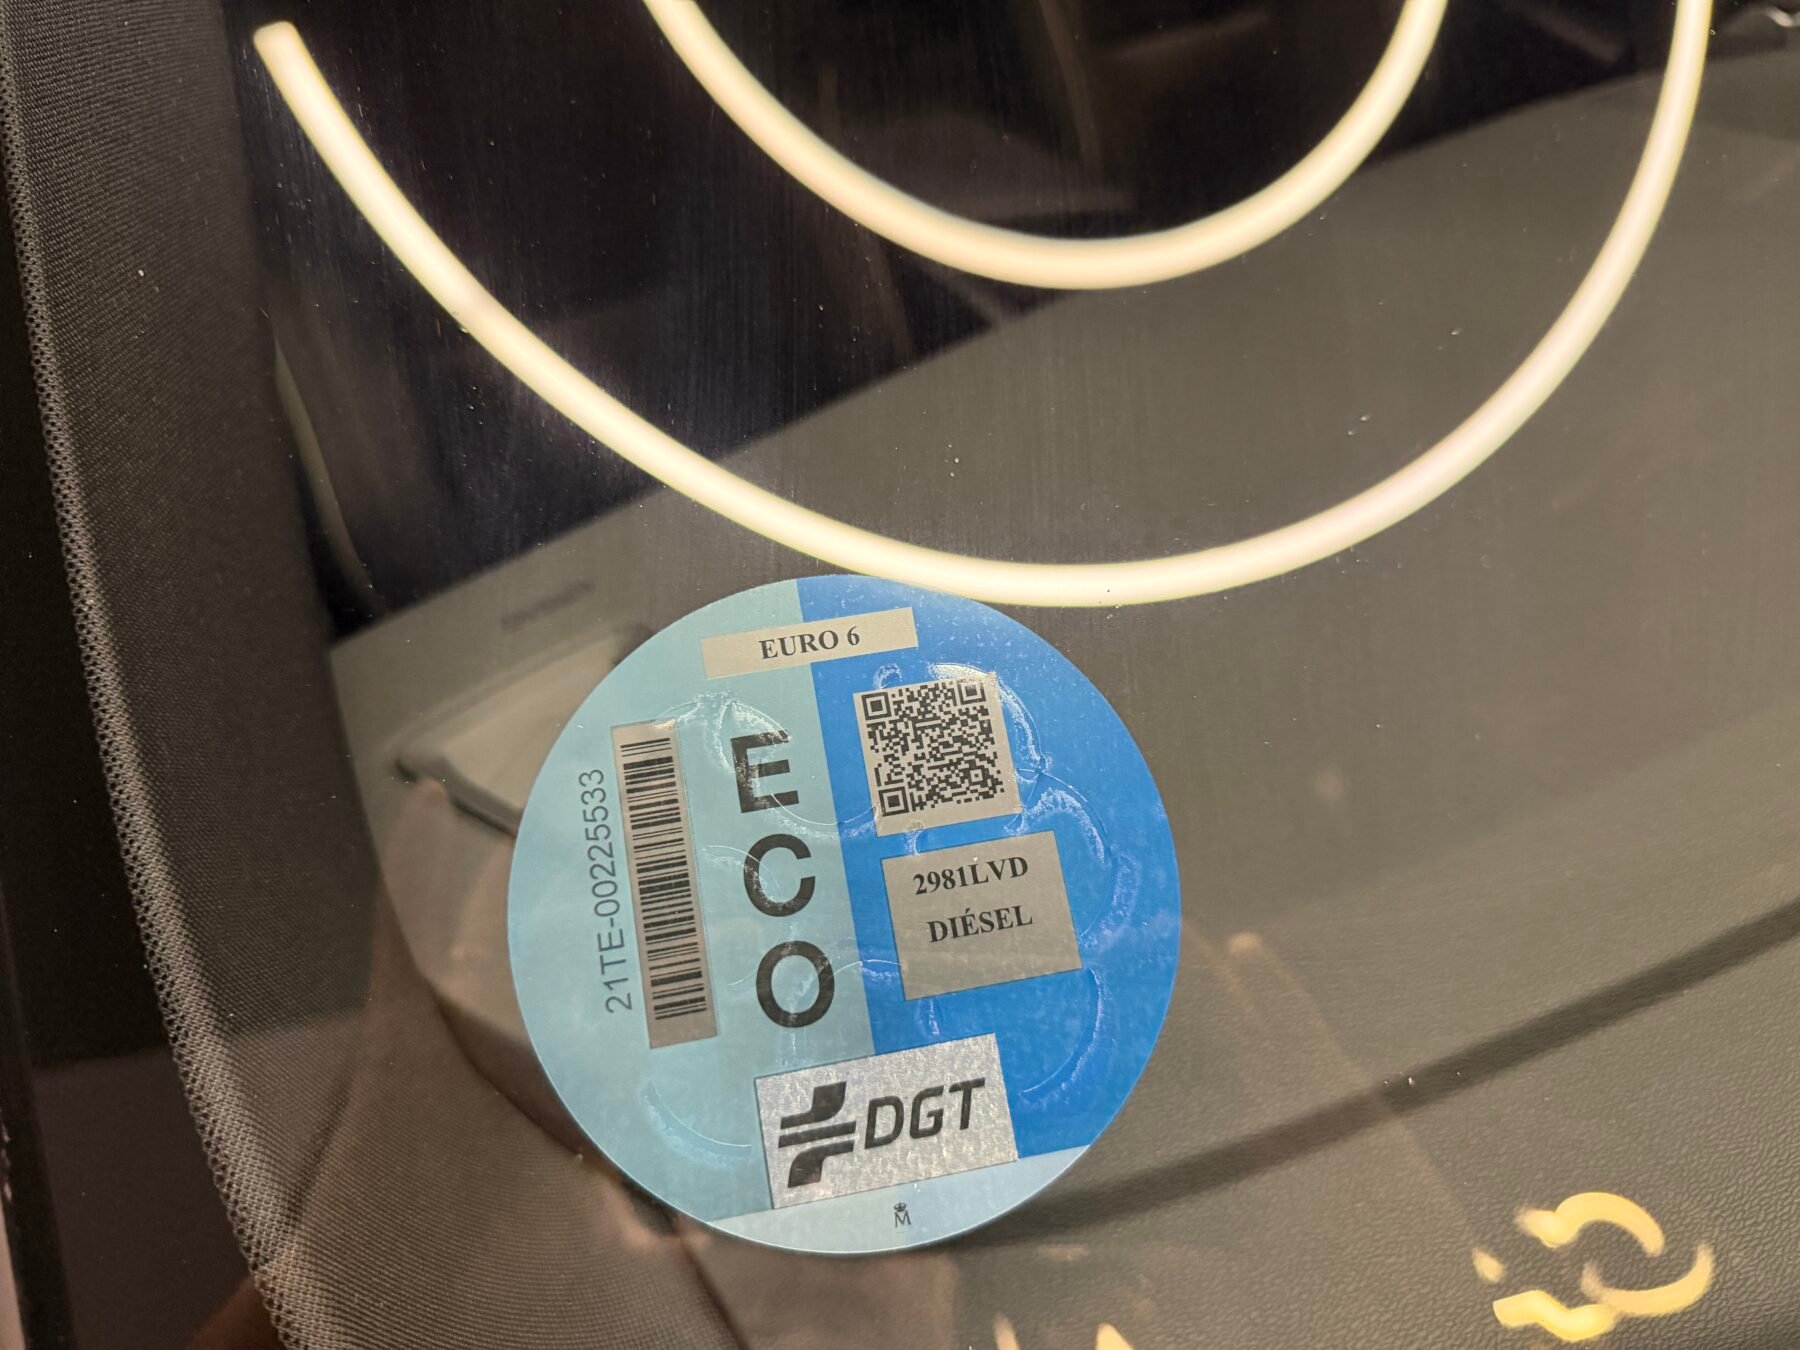 EURO 6
21TE-00225533
ECO
2981LVD
DIÉSEL
DGT
M